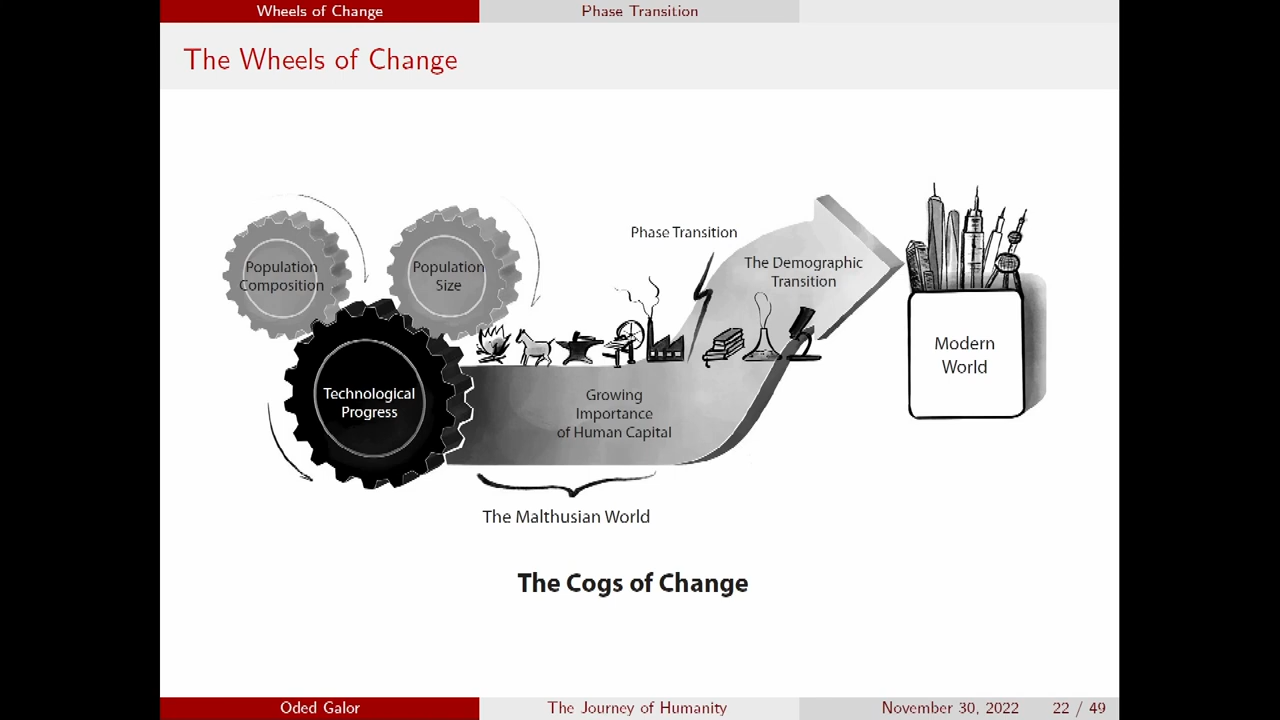 Wheels of Change
Phase Transition
The Wheels of Change
Population
Composition
Population
Size
Technological
Progress
Phase Transition
The Demographic
Transition
Growing
Importance
of Human Capital
Modern
World
The Malthusian World
The Cogs of Change
Oded Galor
The Journey of Humanity
November 30, 2022
22 / 49